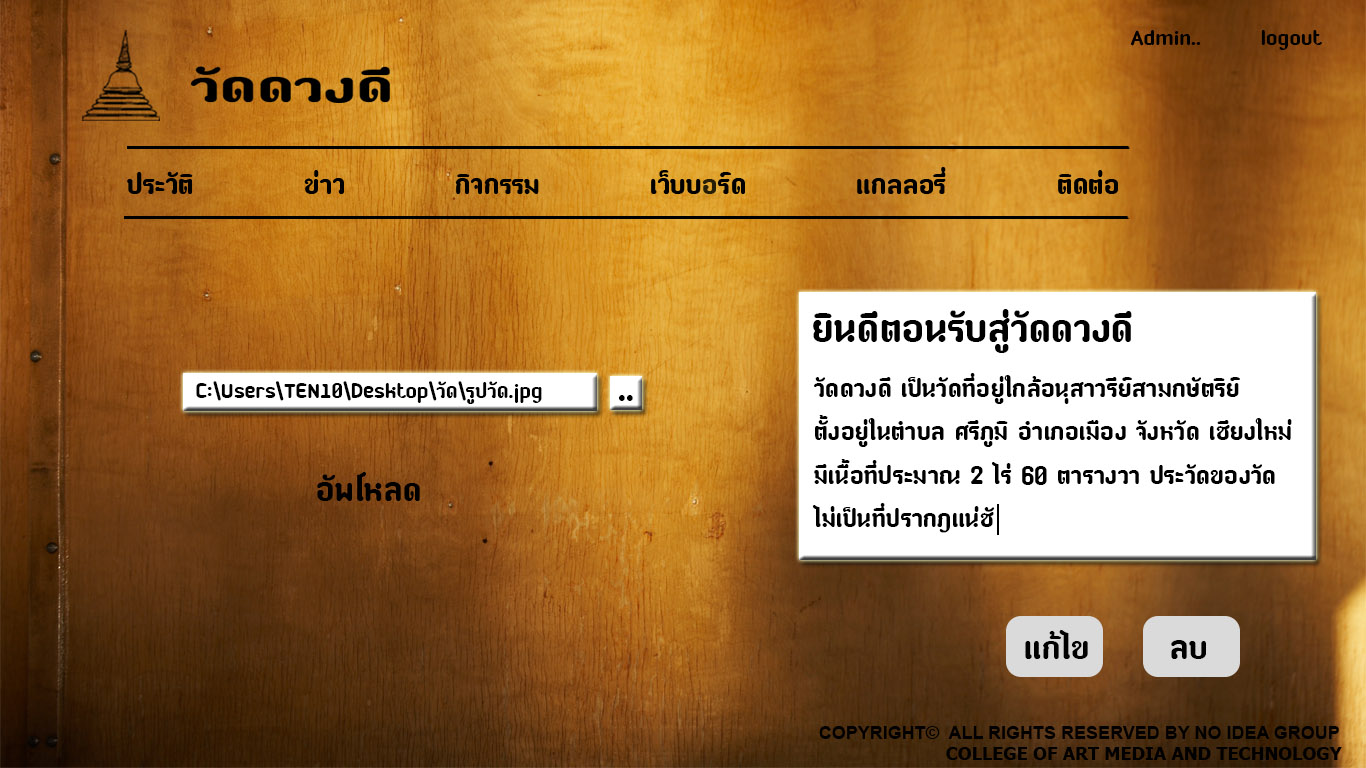 Admin.. logout
วัดดวงดี
ประวัติ ข่าว กิจกรรม เว็บบอร์ด แกลลอรี่ ติดต่อ
ยินดีตอนรับสู่วัดดวงดี
วัดดวงดี เป็นวัดที่อยู่ใกล้อนุสาวรีย์สามกษัตริย์
ตั้งอยู่ในตำบล ศรีภูมิ อำเภอเมือง จังหวัด เชียงใหม่
มีเนื้อที่ประมาณ 2 ไร่ 60 ตารางวา ประวัดของวัด
ไม่เป็นที่ปรากฎแน่ชั
C:\Users\TEN10\Desktop\วัด\รูปวัด.jpg ..
อัพโหลด
แก้ไข ลบ
COPYRIGHT© ALL RIGHTS RESERVED BY NO IDEA GROUP
COLLEGE OF ART MEDIA AND TECHNOLOGY